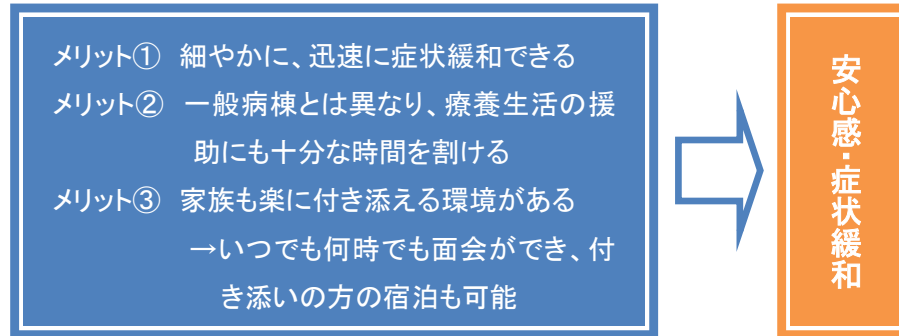 メリット① 細やかに、迅速に症状緩和できる
メリット② 一般病棟とは異なり、療養生活の援
助にも十分な時間を割ける
メリット③ 家族も楽に付き添える環境がある
→いつでも何時でも面会ができ、付
き添いの方の宿泊も可能
安心感・症状緩和